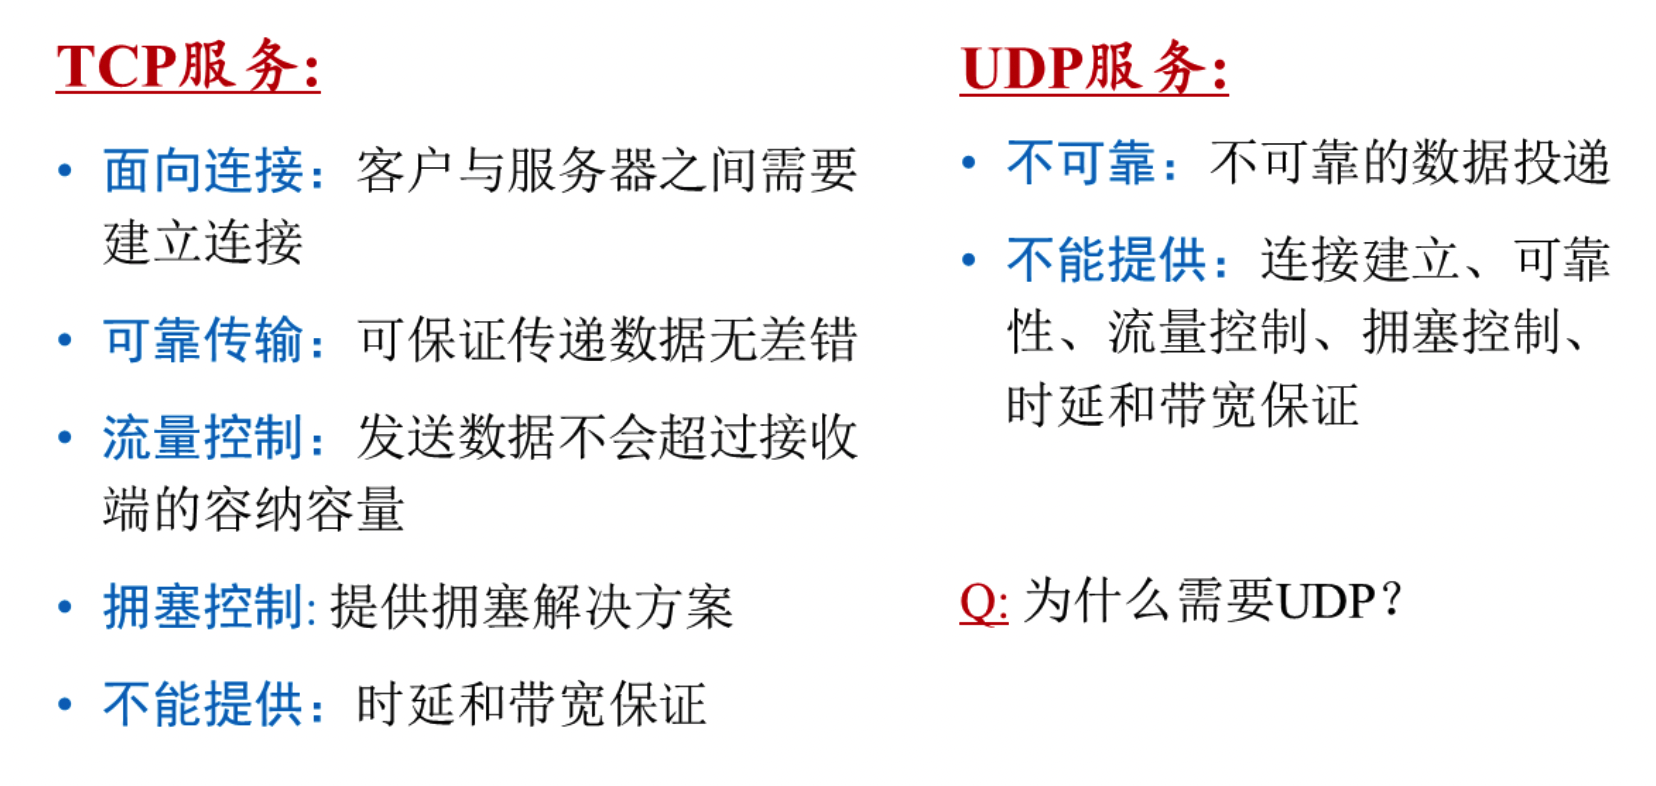 TCP服务:
• 面向连接：客户与服务器之间需要
建立连接
• 可靠传输：可保证传递数据无差错
• 流量控制：发送数据不会超过接收
端的容纳容量
• 拥塞控制: 提供拥塞解决方案
• 不能提供：时延和带宽保证
UDP服务:
• 不可靠：不可靠的数据投递
• 不能提供：连接建立、可靠
性、流量控制、拥塞控制、
时延和带宽保证
Q: 为什么需要UDP？